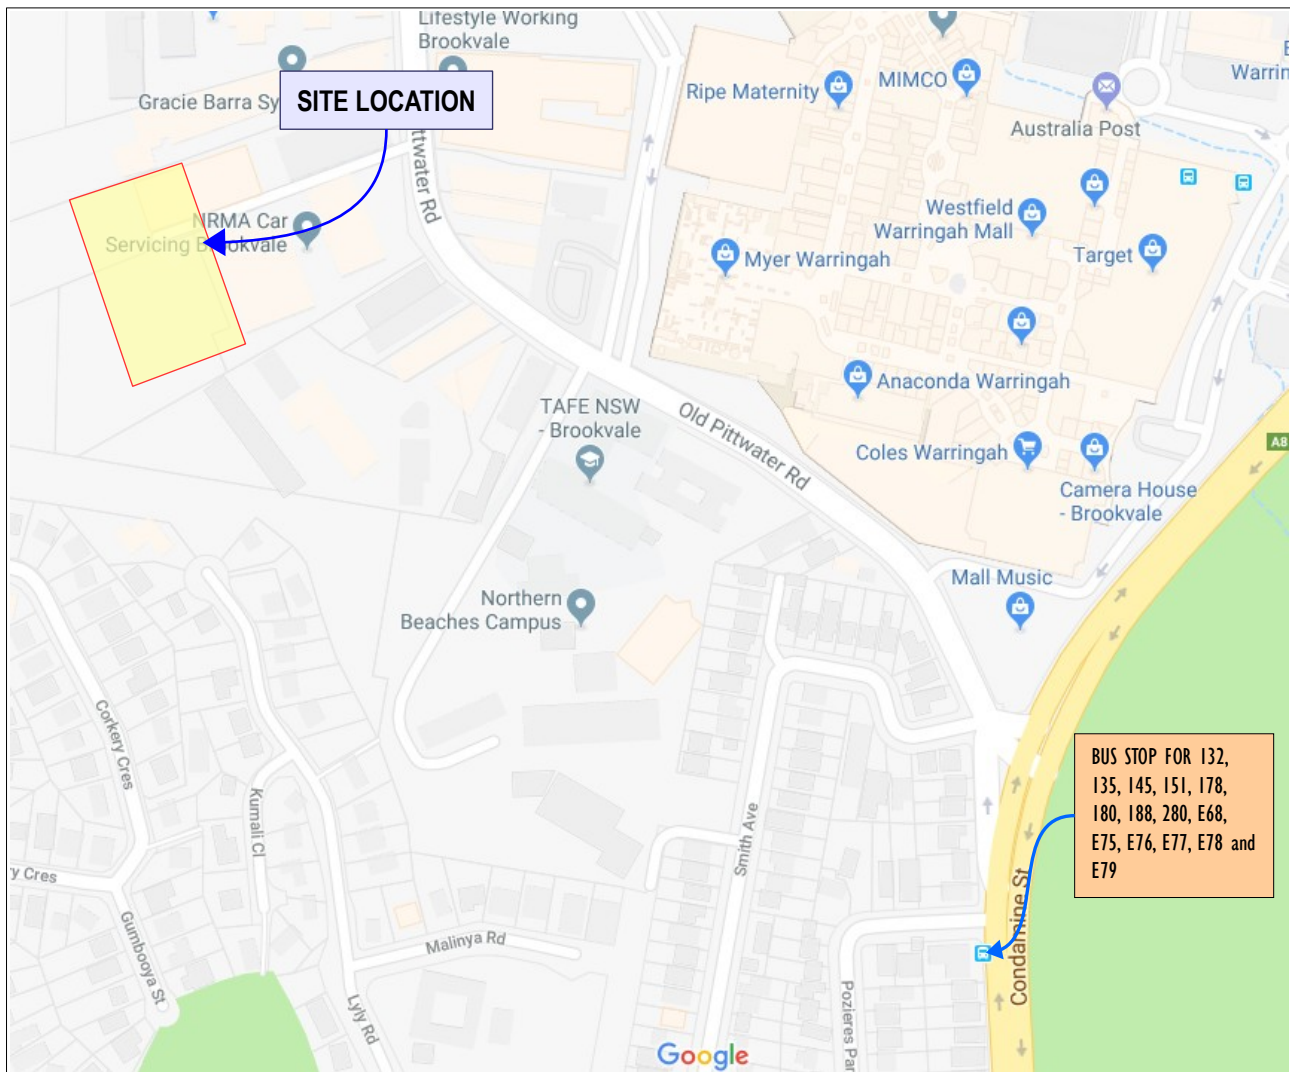 Lifestyle Working
Brookvale
Gracie Barra Sy
SITE LOCATION
ttwater Rd
NRMA Car
Servicing Brookvale
Ripe Maternity
MIMCO
Australia Post
Warrin
Westfield
Warringah Mall
Myer Warringah
Target
Anaconda Warringah
Coles Warringah
Camera House
- Brookvale
A8
TAFE NSW
- Brookvale
Old Pittwater Rd
Mall Music
Northern
Beaches Campus
Corkery Cres
Kumali Cl
y Cres
Gumbooya St
Malinya Rd
Lyly Rd
Smith Ave
Pozieres Par
Condamine St
BUS STOP FOR 132,
135, 145, 151, 178,
180, 188, 280, E68,
E75, E76, E77, E78 and
E79
Google